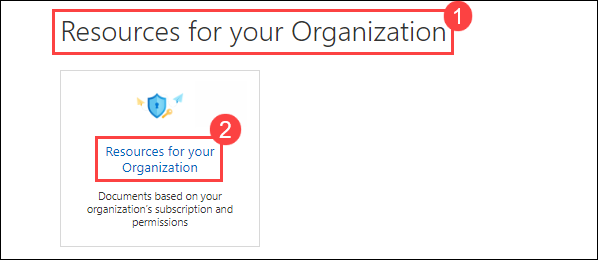 Resources for your Organization
1
2
Resources for your
Organization
Documents based on your
organization's subscription and
permissions